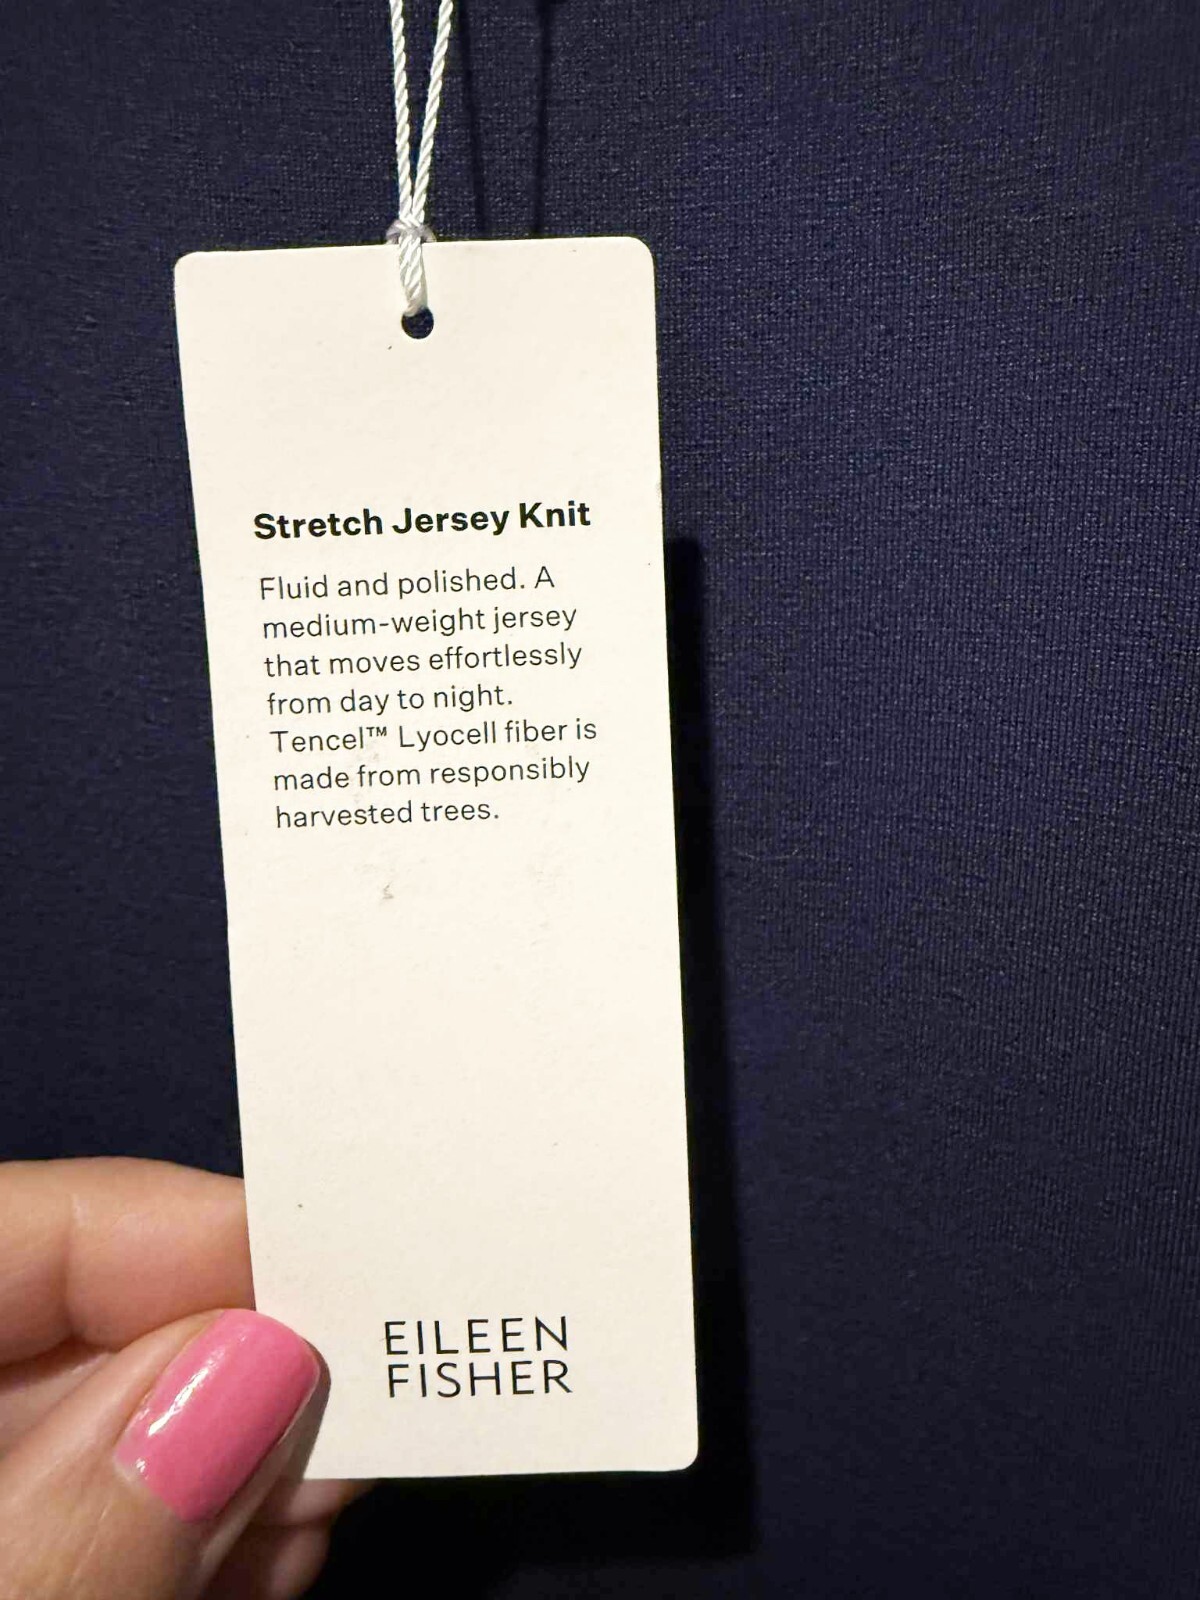 Stretch Jersey Knit
Fluid and polished. A
medium-weight jersey
that moves effortlessly
from day to night.
Tencel™ Lyocell fiber is
made from responsibly
harvested trees.
EILEEN
FISHER